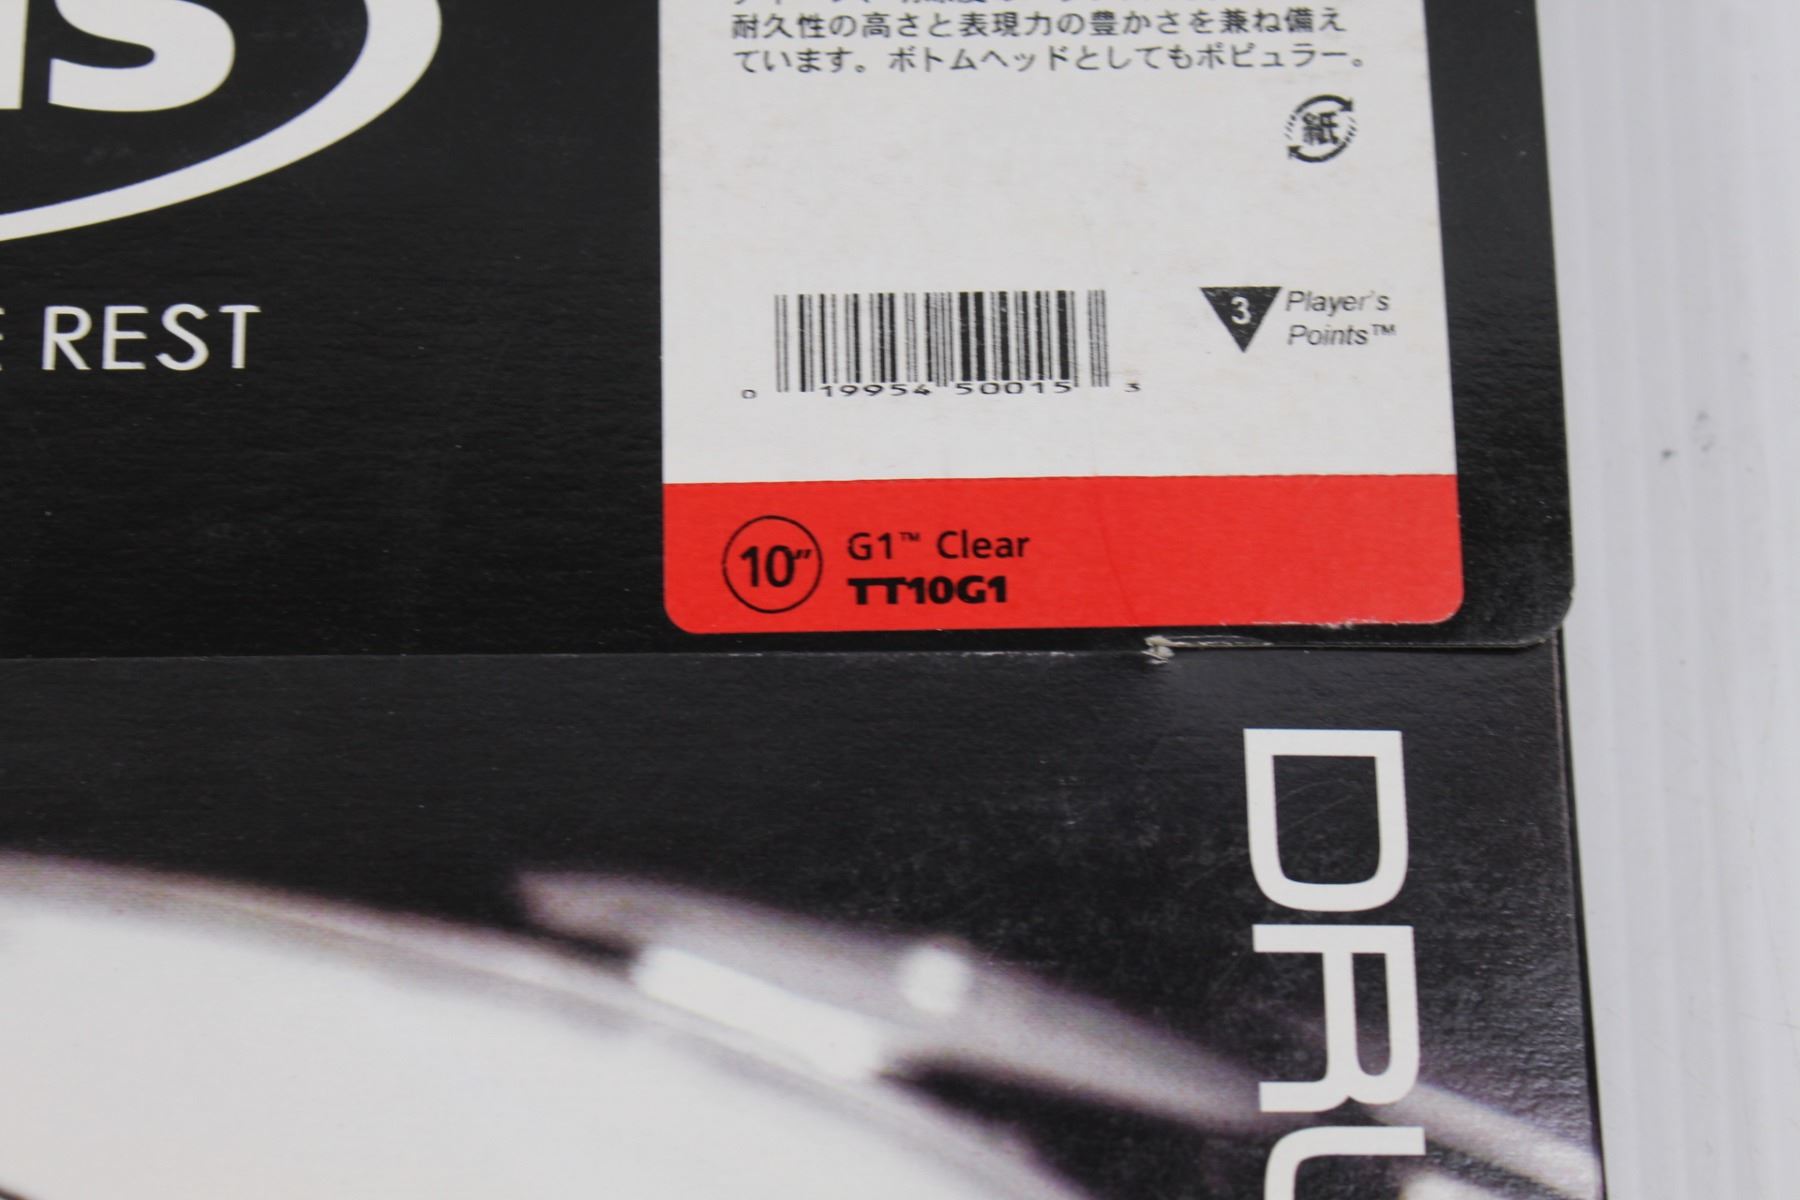 耐久性の高さと表現力の豊かさを兼ね備え
ています。ボトムヘッドとしてもポピュラー。
紙
3 Player's
Points™
0 19954 50015 3
REST
10" G1™ Clear
TT10G1
DRU